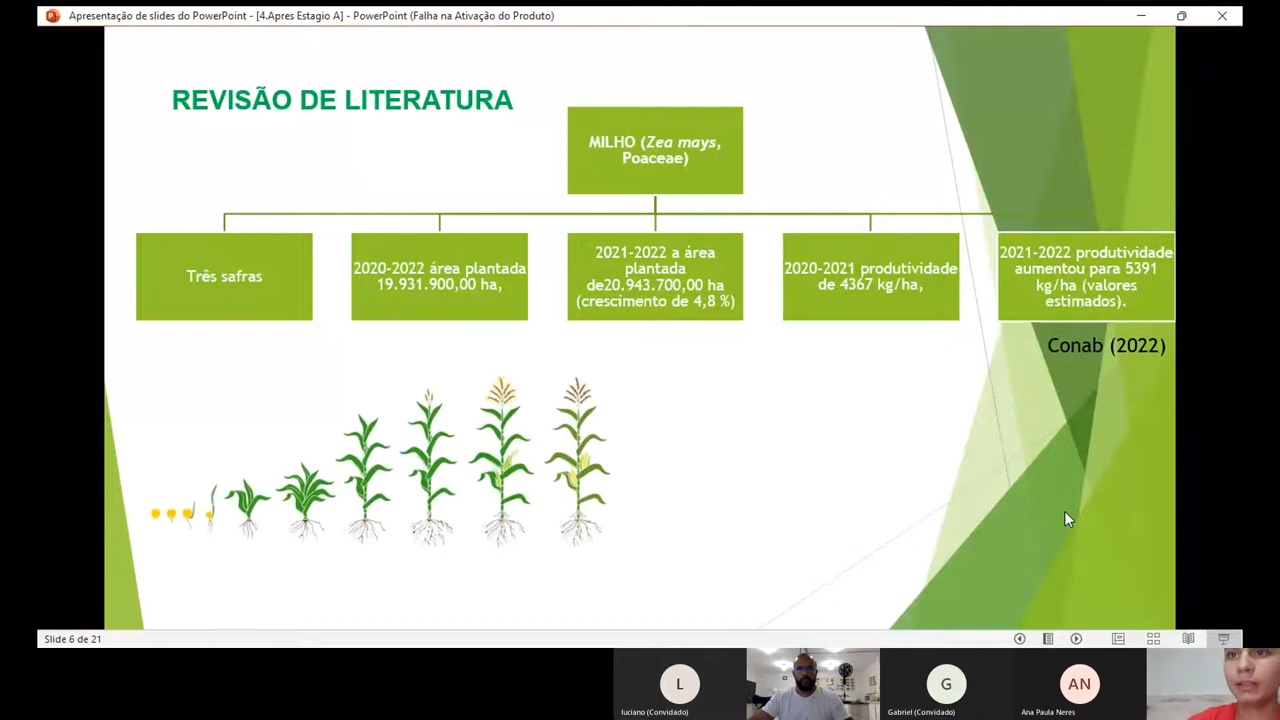 Apresentação de slides do PowerPoint - [4.Apres Estagio A] - PowerPoint (Falha na Ativação do Produto)
REVISÃO DE LITERATURA
MILHO (Zea mays,
Poaceae)
Três safras
2020-2022 área plantada
19.931.900,00 ha,
2021-2022 a área
plantada
de20.943.700,00 ha
(crescimento de 4,8 %)
2020-2021 produtividade
de 4367 kg/ha,
2021-2022 produtividade
aumentou para 5391
kg/ha (valores
estimados).
Conab (2022)
Slide 6 de 21
L
luciano (Convidado)
G
Gabriel (Convidado)
AN
Ana Paula Neres